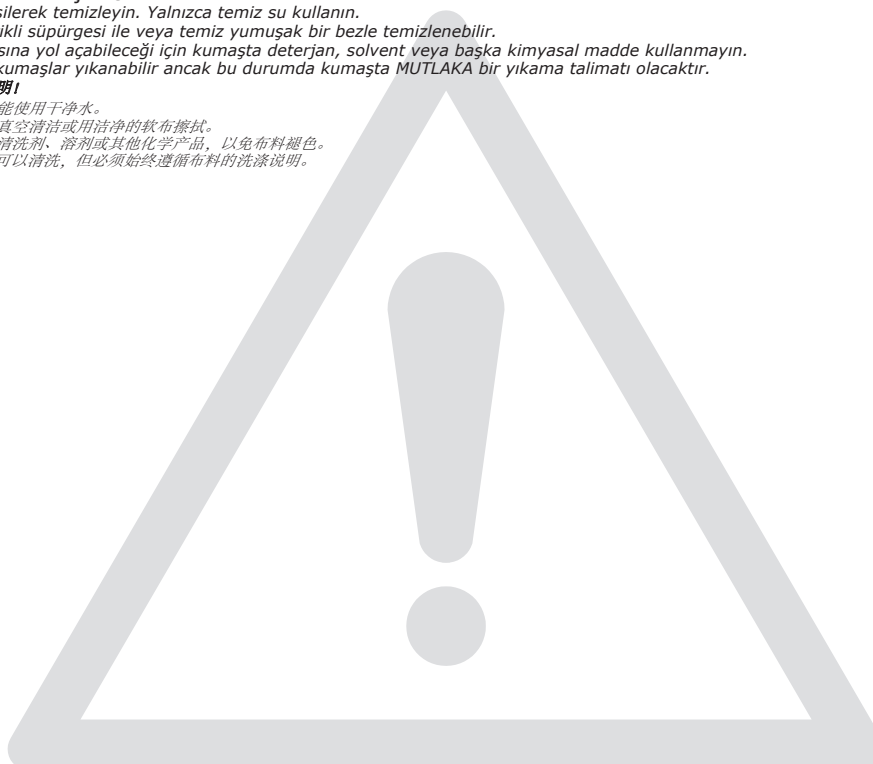 silerek temizleyin. Yalnızca temiz su kullanın.
ikli süpürgesi ile veya temiz yumuşak bir bezle temizlenebilir.
sına yol açabileceği için kumaşta deterjan, solvent veya başka kimyasal madde kullanmayın.
kumaşlar yıkanabilir ancak bu durumda kumaşta MUTLAKA bir yıkama talimatı olacaktır.
明!
能使用干净水。
真空清洁或用洁净的软布擦拭。
清洗剂、溶剂或其他化学产品，以免布料褪色。
可以清洗，但必须始终遵循布料的洗涤说明。